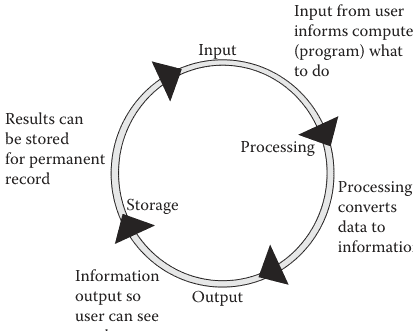 Input from user
informs compute
(program) what
to do
Input
Processing
Processing
converts
data to
informatio
Output
Information
output so
user can see
Storage
Results can
be stored
for permanent
record